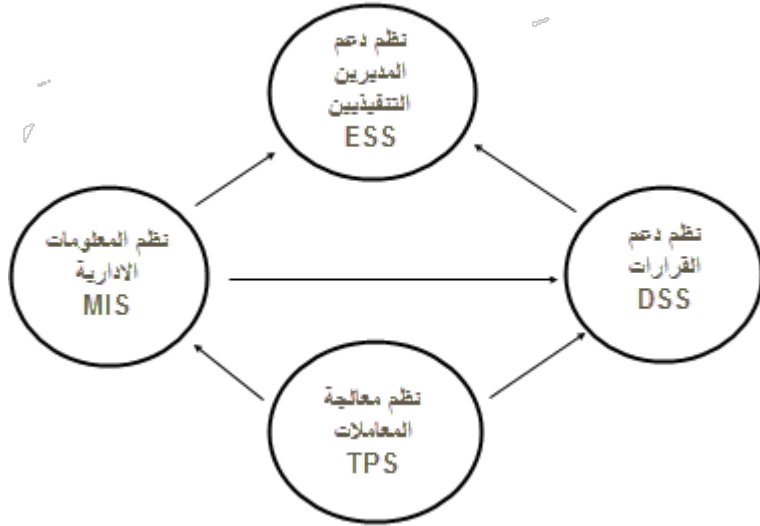 نظم دعم
المديرين
التنفيذيين
ESS
نظم المعلومات
الادارية
MIS
نظم دعم
القرارات
DSS
نظم معالجة
المعاملات
TPS